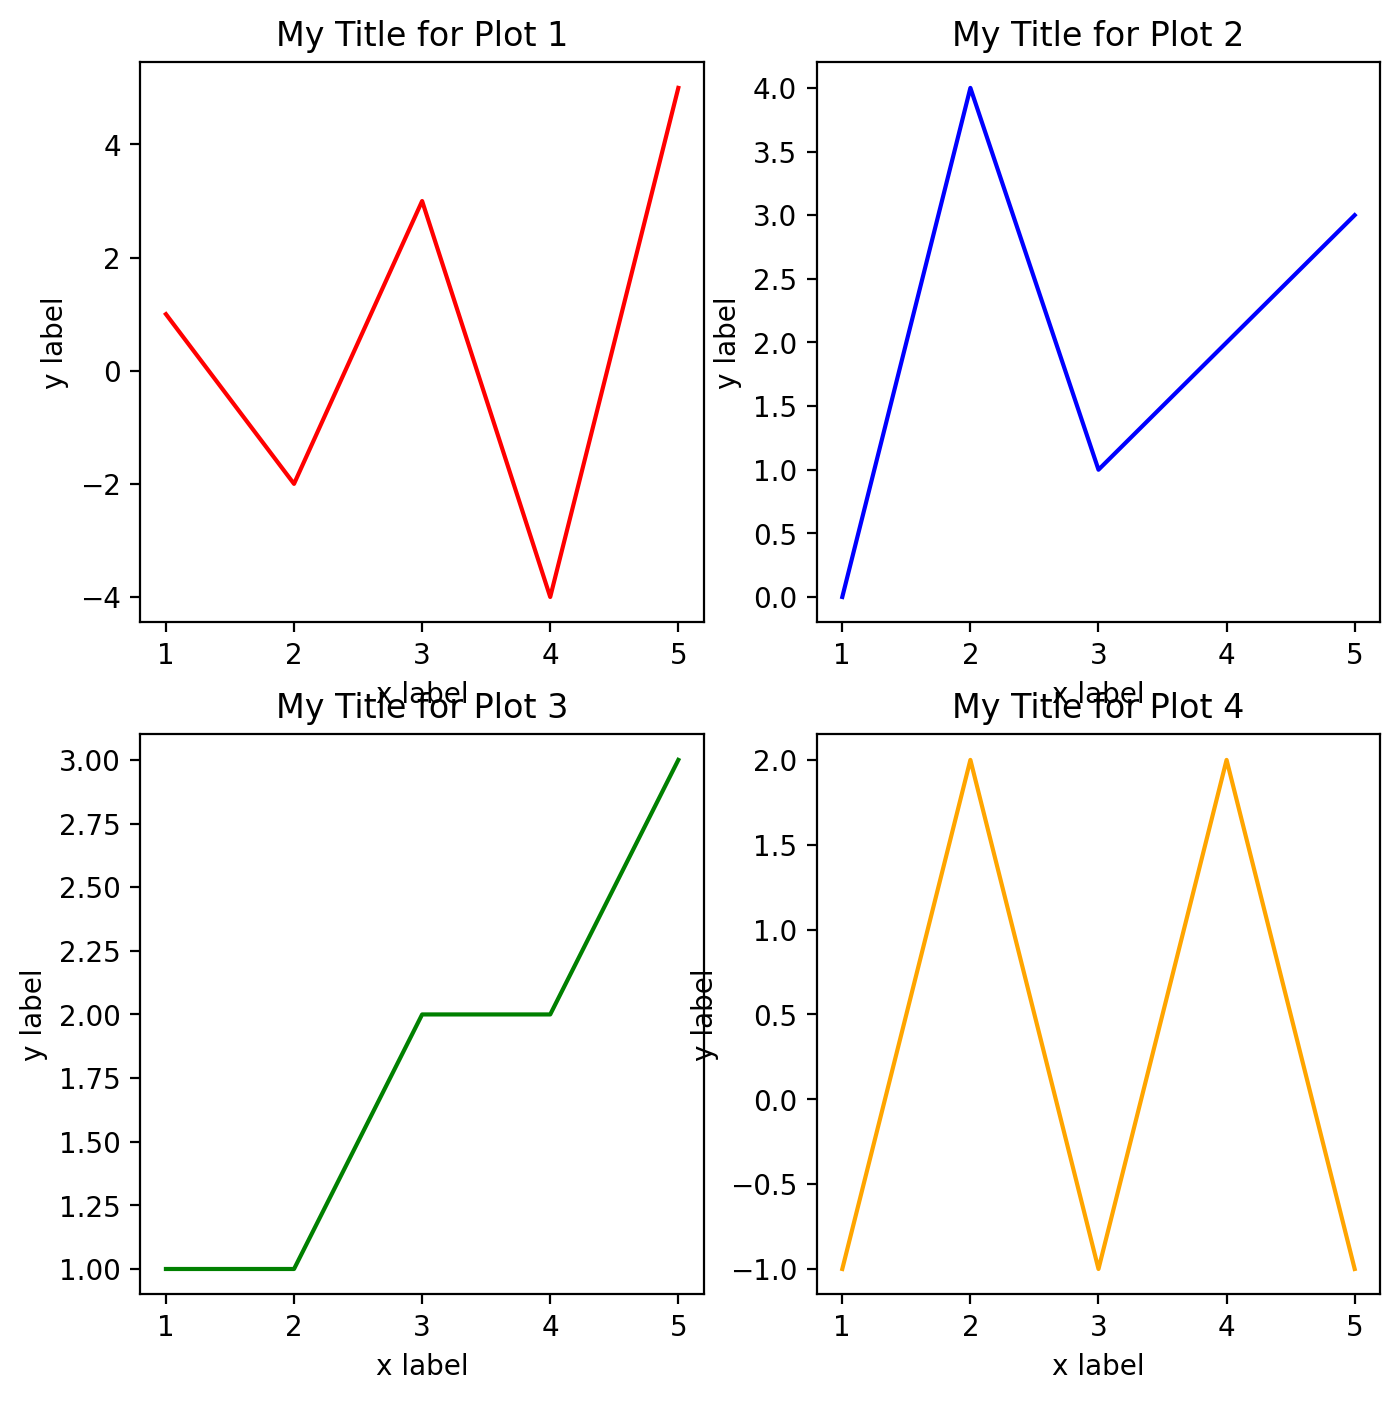 My Title for Plot 1
4
2
0
−2
−4
y label
1 2 3 4 5
x label
My Title for Plot 2
4.0
3.5
3.0
2.5
2.0
1.5
1.0
0.5
0.0
y label
1 2 3 4 5
x label
My Title for Plot 3
3.00
2.75
2.50
2.25
2.00
1.75
1.50
1.25
1.00
y label
1 2 3 4 5
x label
My Title for Plot 4
2.0
1.5
1.0
0.5
0.0
−0.5
−1.0
y label
1 2 3 4 5
x label